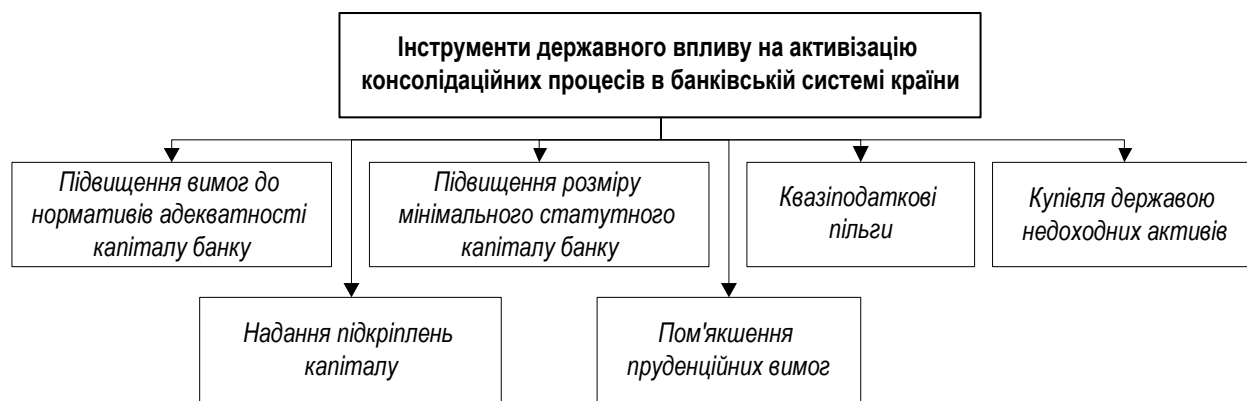 Інструменти державного впливу на активізацію
консолідаційних процесів в банківській системі країни
Підвищення вимог до
нормативів адекватності
капіталу банку
Підвищення розміру
мінімального статутного
капіталу банку
Квазіподаткові
пільги
Купівля державою
недоходних активів
Надання підкріплень
капіталу
Пом'якшення
пруденційних вимог